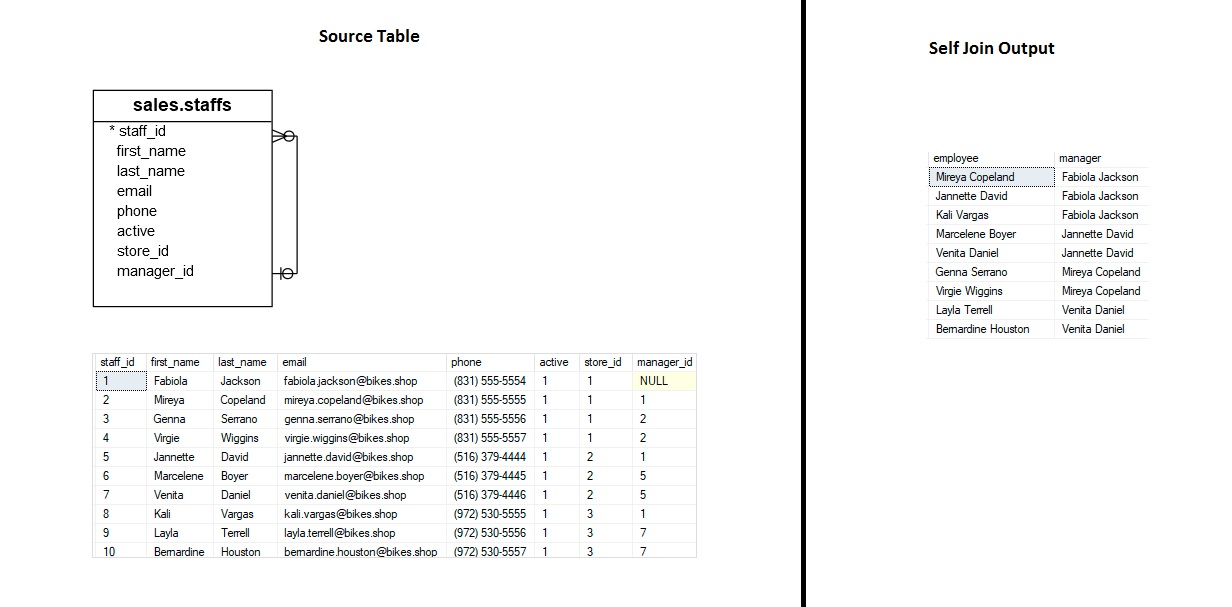 Source Table
sales.staffs
* staff_id
first_name
last_name
email
phone
active
store_id
manager_id
staff_id first_name last_name email phone active store_id manager_id
1 Fabiola Jackson fabiola.jackson@bikes.shop (831) 555-5554 1 1 NULL
2 Mireya Copeland mireya.copeland@bikes.shop (831) 555-5555 1 1 1
3 Genna Serrano genna.serrano@bikes.shop (831) 555-5556 1 1 2
4 Virgie Wiggins virgie.wiggins@bikes.shop (831) 555-5557 1 1 2
5 Jannette David jannette.david@bikes.shop (516) 379-4444 1 2 1
6 Marcelene Boyer marcelene.boyer@bikes.shop (516) 379-4445 1 2 5
7 Venita Daniel venita.daniel@bikes.shop (516) 379-4446 1 2 5
8 Kali Vargas kali.vargas@bikes.shop (972) 530-5555 1 3 1
9 Layla Terrell layla.terrell@bikes.shop (972) 530-5556 1 3 7
10 Bernardine Houston bernardine.houston@bikes.shop (972) 530-5557 1 3 7
Self Join Output
employee manager
Mireya Copeland Fabiola Jackson
Jannette David Fabiola Jackson
Kali Vargas Fabiola Jackson
Marcelene Boyer Jannette David
Venita Daniel Jannette David
Genna Serrano Mireya Copeland
Virgie Wiggins Mireya Copeland
Layla Terrell Venita Daniel
Bernardine Houston Venita Daniel